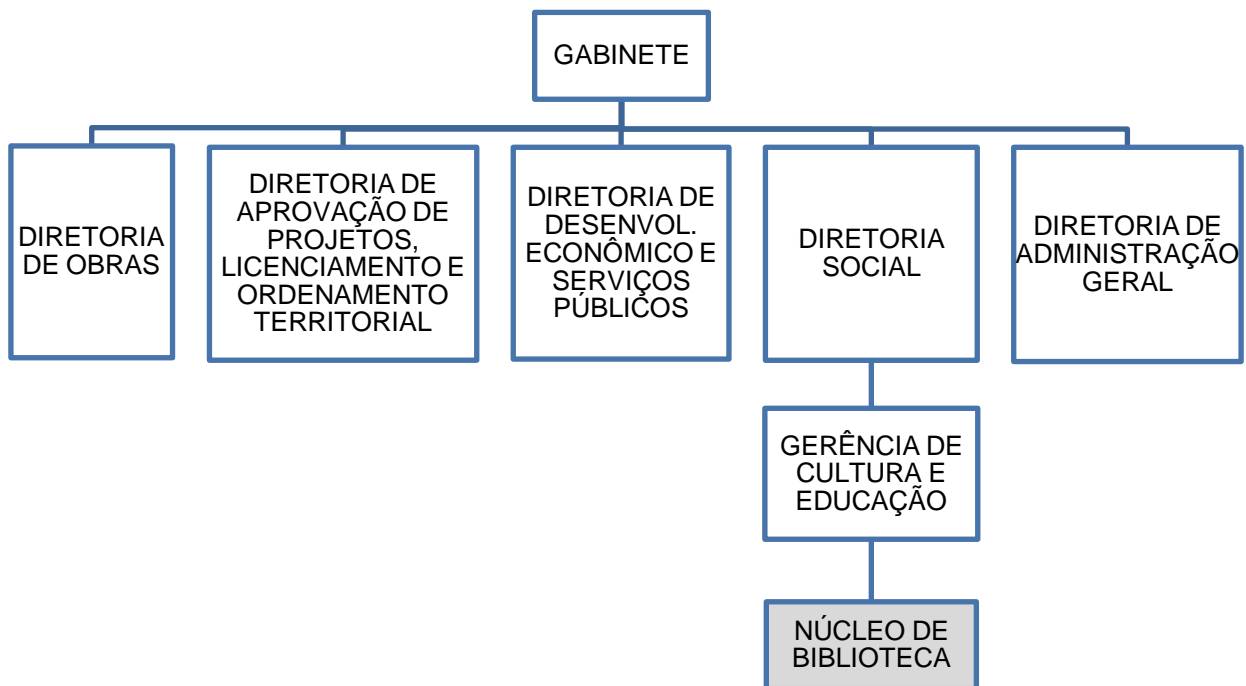 GABINETE
DIRETORIA
DE OBRAS
DIRETORIA DE
APROVAÇÃO DE
PROJETOS,
LICENCIAMENTO E
ORDENAMENTO
TERRITORIAL
DIRETORIA DE
DESENVOL.
ECONÔMICO E
SERVIÇOS
PÚBLICOS
DIRETORIA
SOCIAL
DIRETORIA DE
ADMINISTRAÇÃO
GERAL
GERÊNCIA DE
CULTURA E
EDUCAÇÃO
NÚCLEO DE
BIBLIOTECA